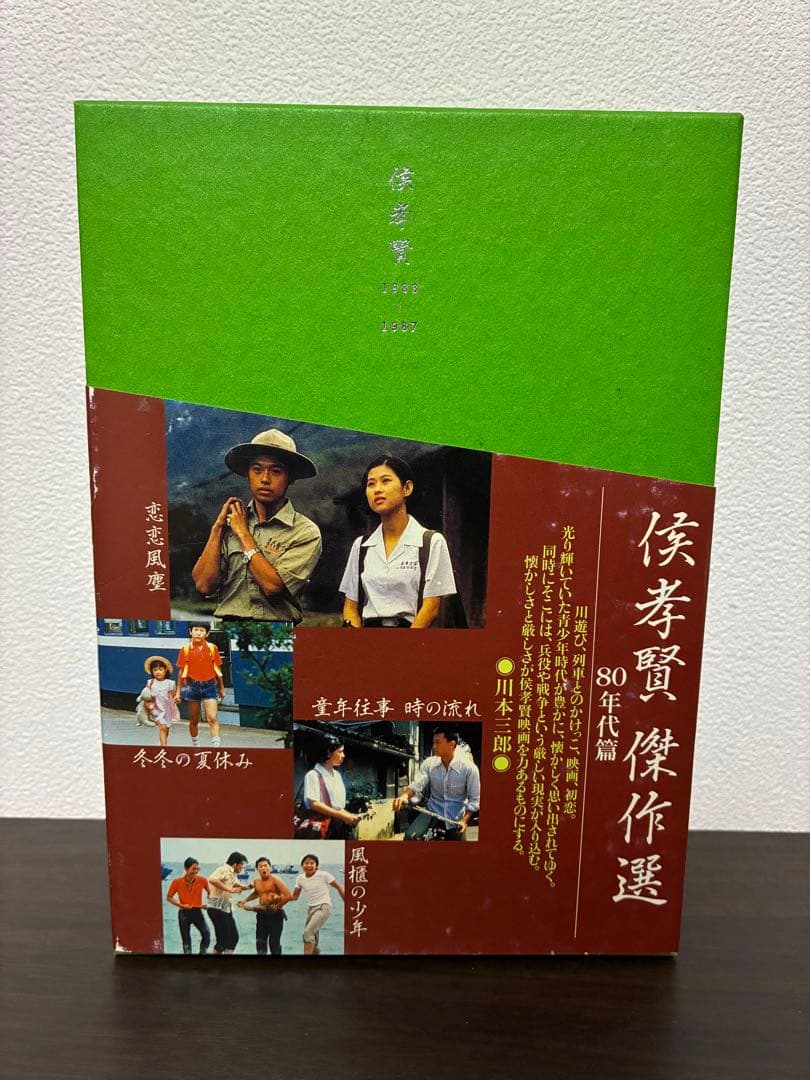 侯孝賢
1983
|
1987
侯孝賢 傑作選
80年代篇
川遊び、列車とのかけっこ、映画、初恋。
光り輝いていた青少年時代が豊かに、懐かしく思い出されてゆく。
同時にそこには、兵役や戦争という厳しい現実が入り込む。
懐かしさと厳しさが侯孝賢映画を力あるものにする。
●川本三郎●
恋恋風塵
童年往事 時の流れ
冬冬の夏休み
風櫃の少年